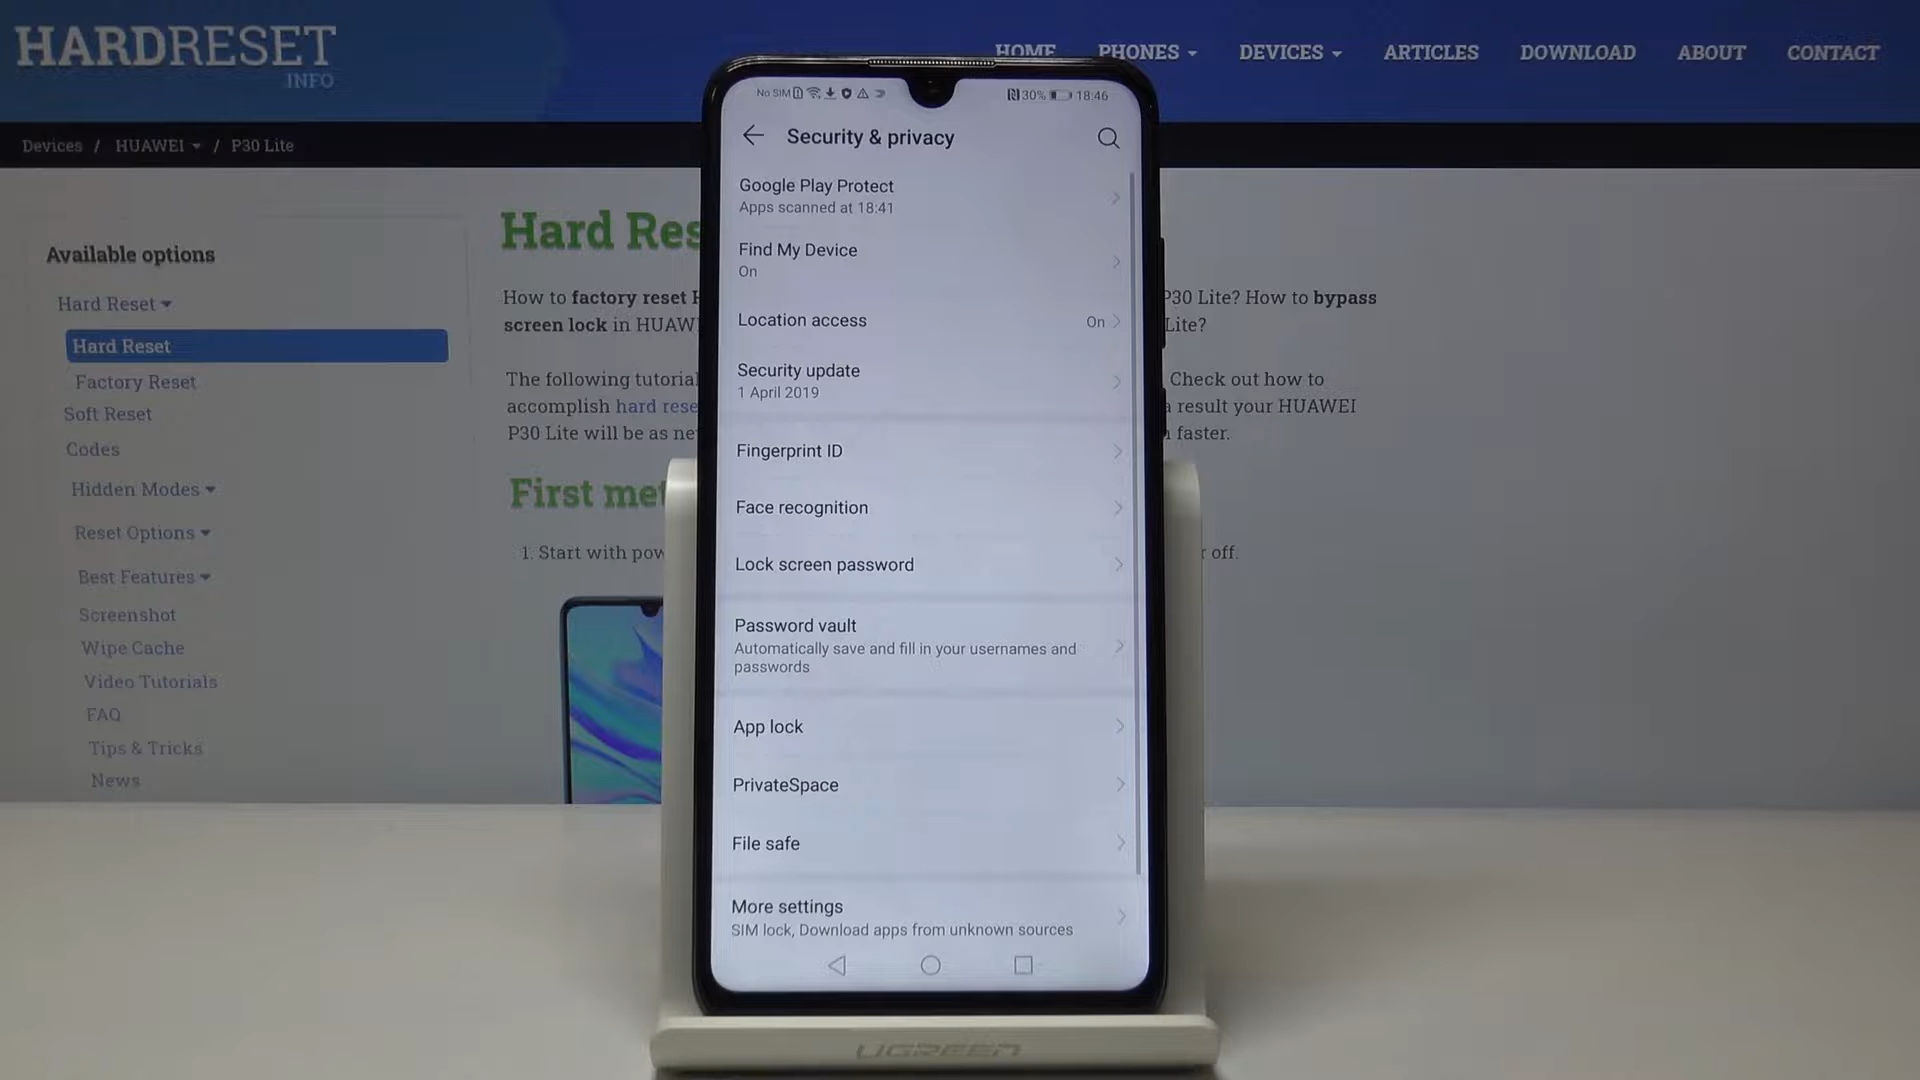 HARDRESET
.INFO
HOME PHONES DEVICES ARTICLES DOWNLOAD ABOUT CONTACT
Devices / HUAWEI / P30 Lite
Available options
Hard Reset
Hard Reset
Factory Reset
Soft Reset
Codes
Hidden Modes
Reset Options
Best Features
Screenshot
Wipe Cache
Video Tutorials
FAQ
Tips & Tricks
News
Hard Res
How to factory reset H P30 Lite? How to bypass
screen lock in HUAW Lite?
The following tutorial Check out how to
accomplish hard rese a result your HUAWEI
P30 Lite will be as ne faster.
First me
1. Start with pow r off.
No SIM 30% 18:46
Security & privacy
Google Play Protect
Apps scanned at 18:41
Find My Device
On
Location access On
Security update
1 April 2019
Fingerprint ID
Face recognition
Lock screen password
Password vault
Automatically save and fill in your usernames and
passwords
App lock
PrivateSpace
File safe
More settings
SIM lock, Download apps from unknown sources
UGREEN